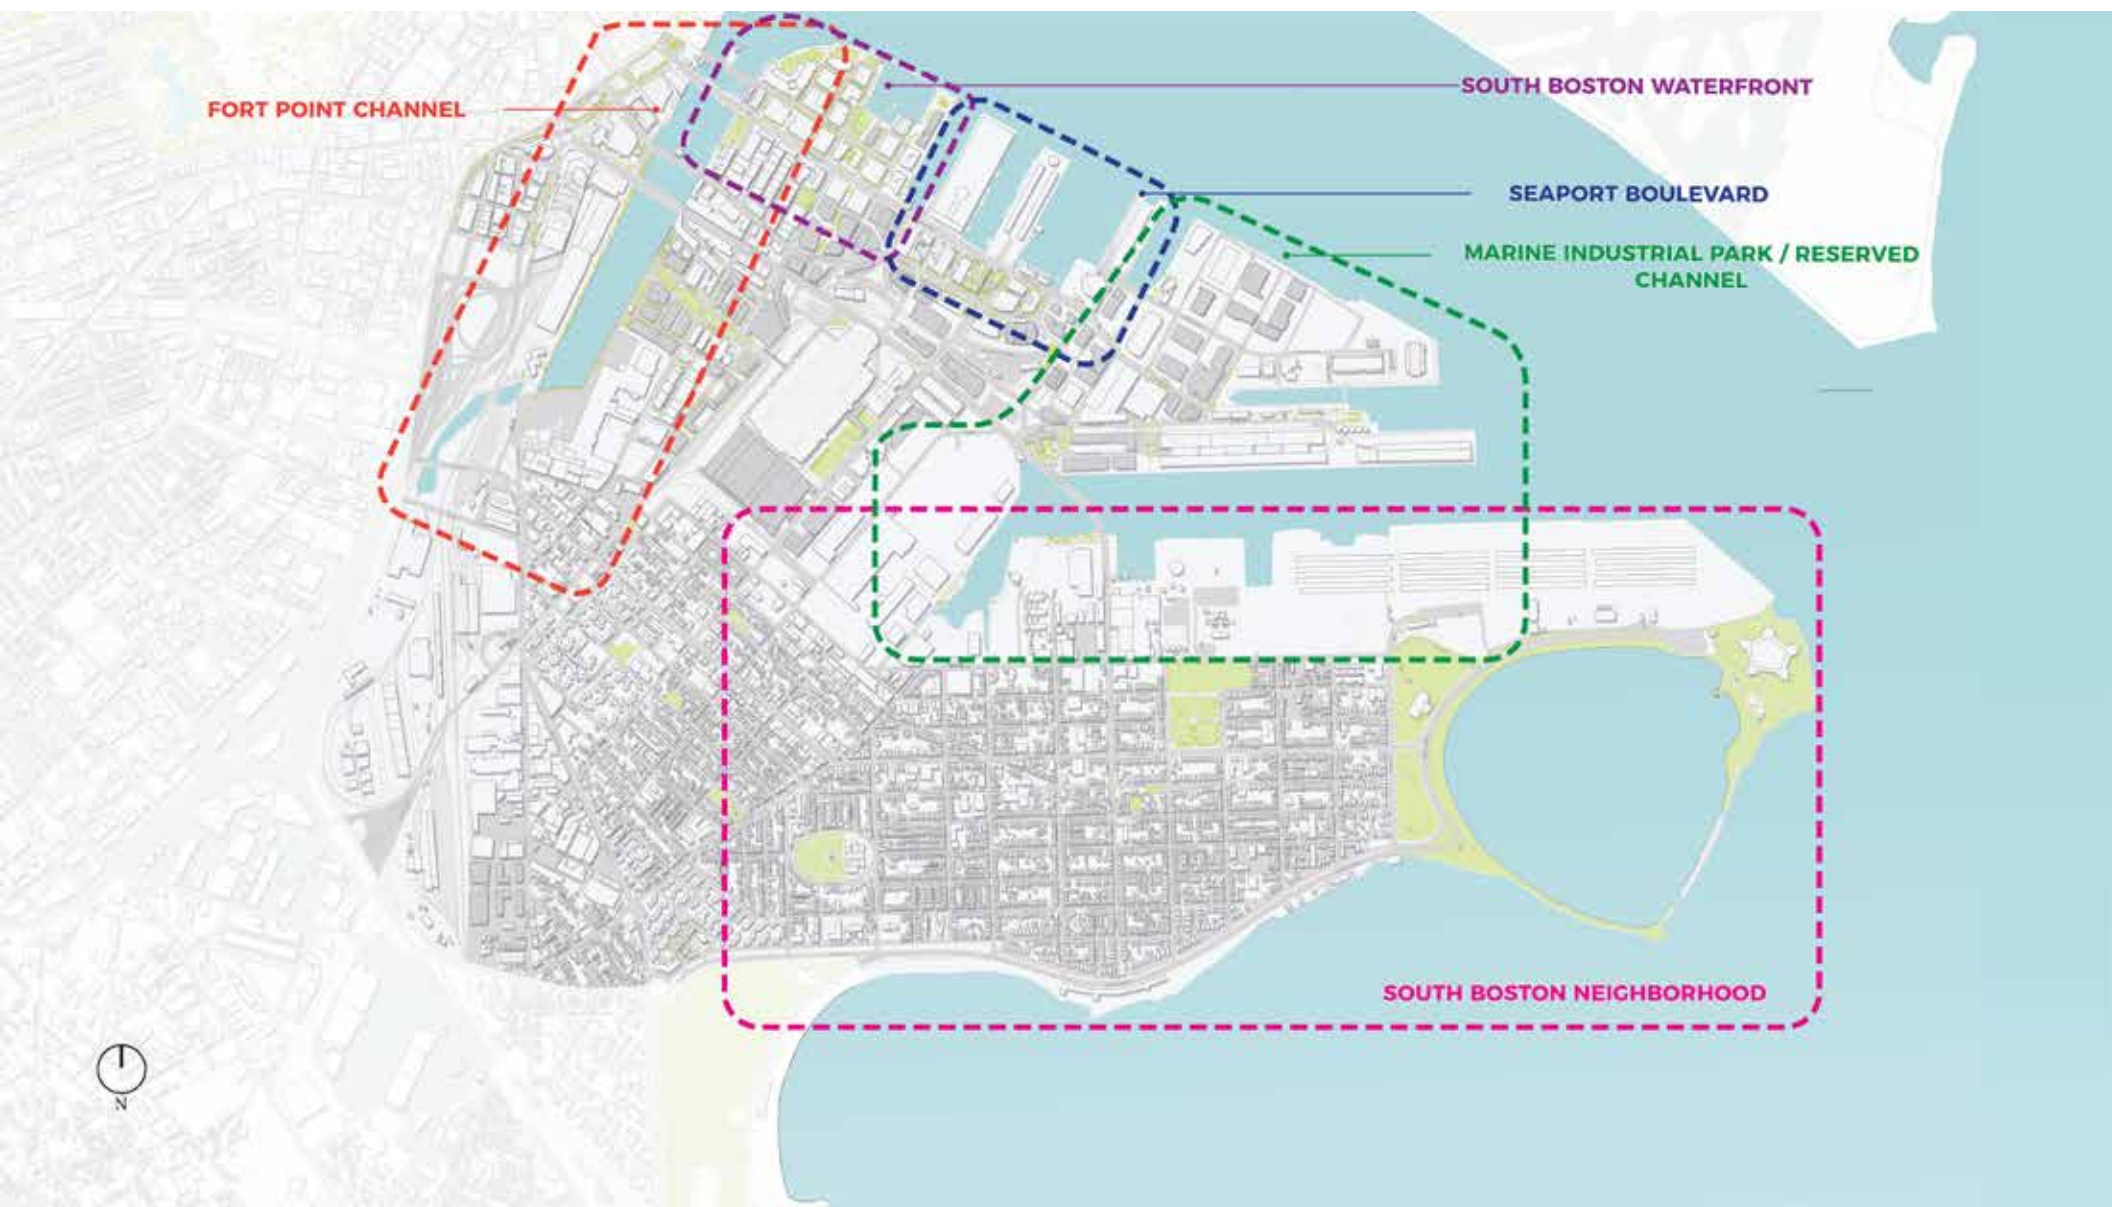 SOUTH BOSTON WATERFRONT
FORT POINT CHANNEL
SEAPORT BOULEVARD
MARINE INDUSTRIAL PARK / RESERVED
CHANNEL
SOUTH BOSTON NEIGHBORHOOD
N